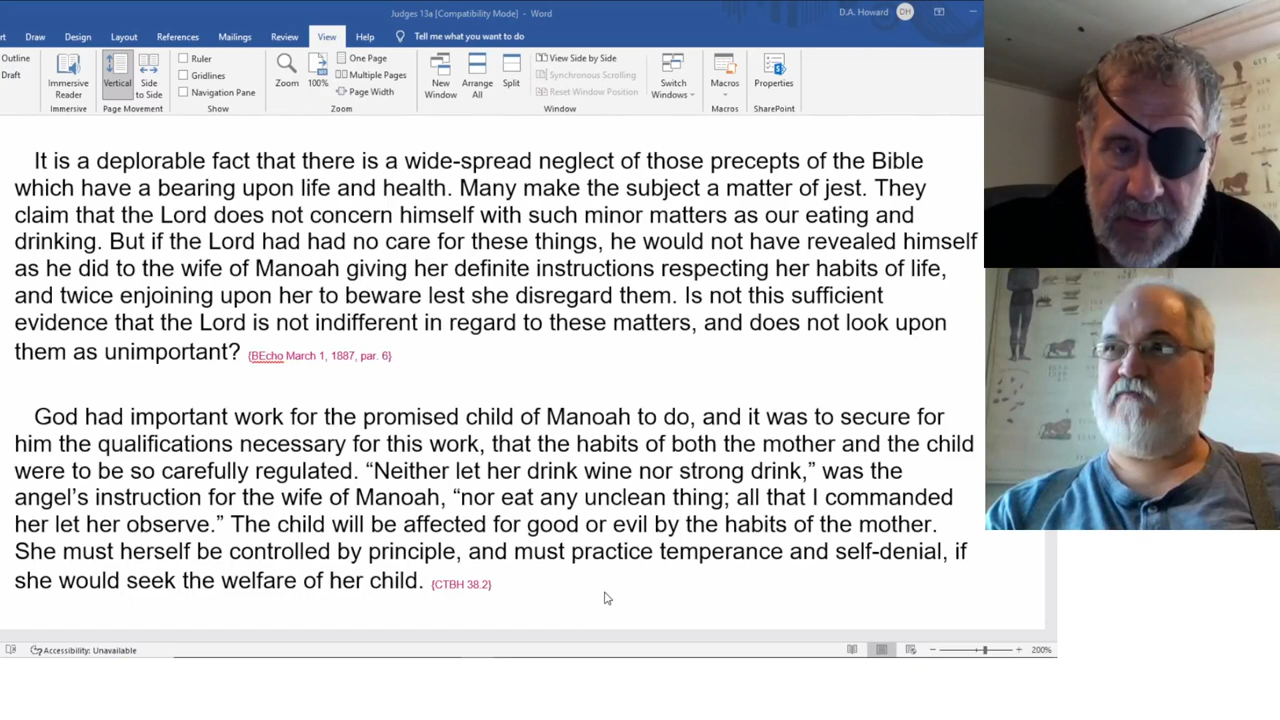 Judges 13a [Compatibility Mode] - Word
D.A. Howard
DH
rt Draw Design Layout References Mailings Review View Help Tell me what you want to do
Outline
Draft
Immersive
Reader
Immersive
Vertical
Side
to Side
Page Movement
Ruler
Gridlines
Navigation Pane
Show
Zoom
100%
One Page
Multiple Pages
Page Width
Zoom
New
Window
Arrange
All
Split
View Side by Side
Synchronous Scrolling
Reset Window Position
Window
Switch
Windows
Macros
Macros
Properties
SharePoint
It is a deplorable fact that there is a wide-spread neglect of those precepts of the Bible
which have a bearing upon life and health. Many make the subject a matter of jest. They
claim that the Lord does not concern himself with such minor matters as our eating and
drinking. But if the Lord had had no care for these things, he would not have revealed himself
as he did to the wife of Manoah giving her definite instructions respecting her habits of life,
and twice enjoining upon her to beware lest she disregard them. Is not this sufficient
evidence that the Lord is not indifferent in regard to these matters, and does not look upon
them as unimportant? {BEcho March 1, 1887, par. 6}
God had important work for the promised child of Manoah to do, and it was to secure for
him the qualifications necessary for this work, that the habits of both the mother and the child
were to be so carefully regulated. “Neither let her drink wine nor strong drink,” was the
angel’s instruction for the wife of Manoah, “nor eat any unclean thing; all that I commanded
her let her observe.” The child will be affected for good or evil by the habits of the mother.
She must herself be controlled by principle, and must practice temperance and self-denial, if
she would seek the welfare of her child. {CTBH 38.2}
Accessibility: Unavailable
200%